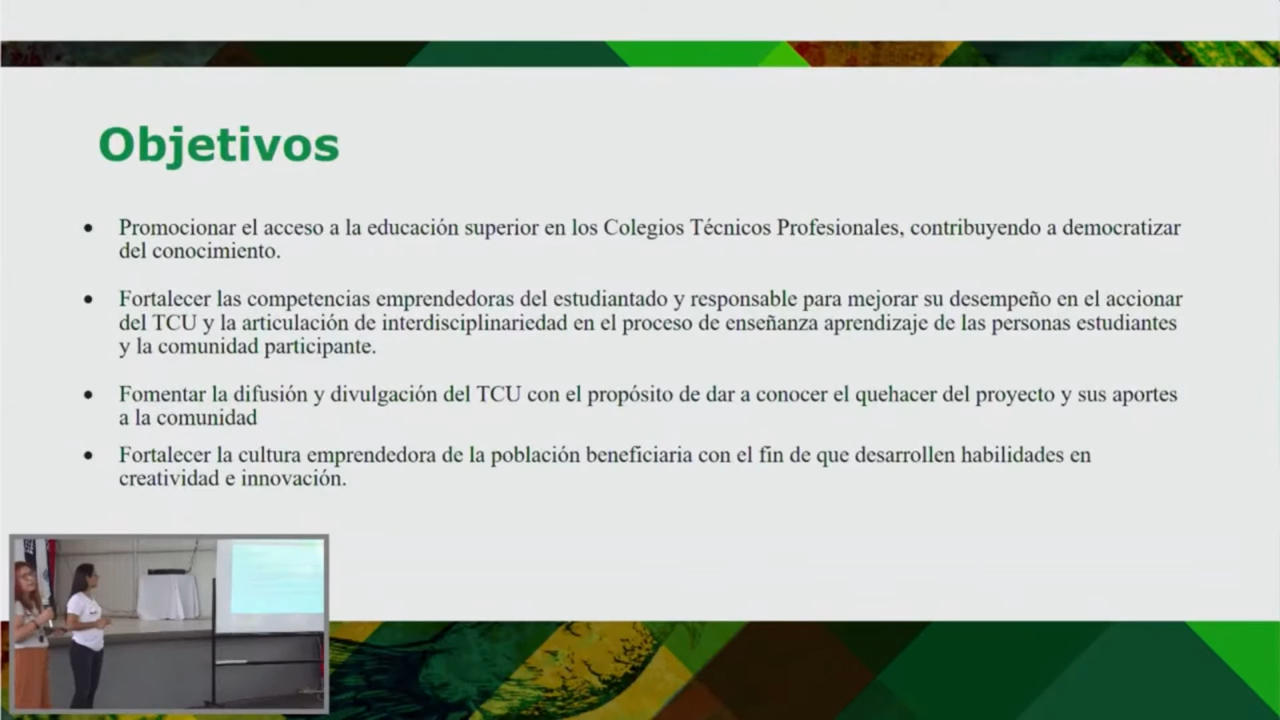 Objetivos
• Promocionar el acceso a la educación superior en los Colegios Técnicos Profesionales, contribuyendo a democratizar
del conocimiento.
• Fortalecer las competencias emprendedoras del estudiantado y responsable para mejorar su desempeño en el accionar
del TCU y la articulación de interdisciplinariedad en el proceso de enseñanza aprendizaje de las personas estudiantes
y la comunidad participante.
• Fomentar la difusión y divulgación del TCU con el propósito de dar a conocer el quehacer del proyecto y sus aportes
a la comunidad
• Fortalecer la cultura emprendedora de la población beneficiaria con el fin de que desarrollen habilidades en
creatividad e innovación.